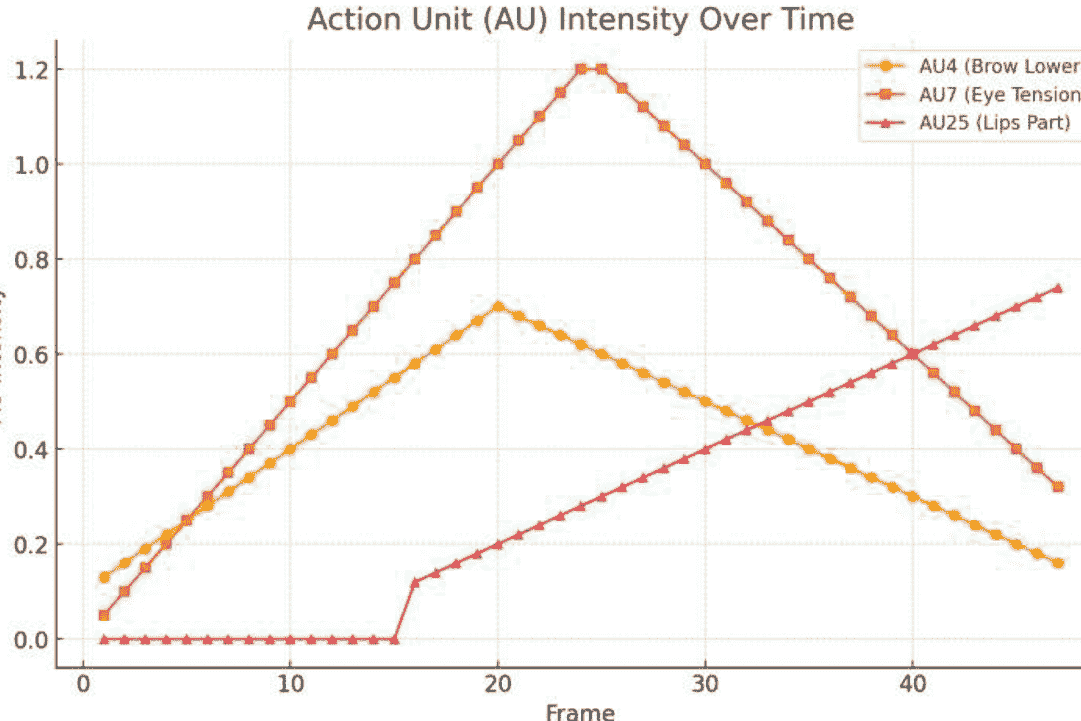 Action Unit (AU) Intensity Over Time
AU4 (Brow Lower
AU7 (Eye Tension
AU25 (Lips Part)
1.2
1.0
0.8
0.6
0.4
0.2
0.0
0 10 20 30 40
Frame